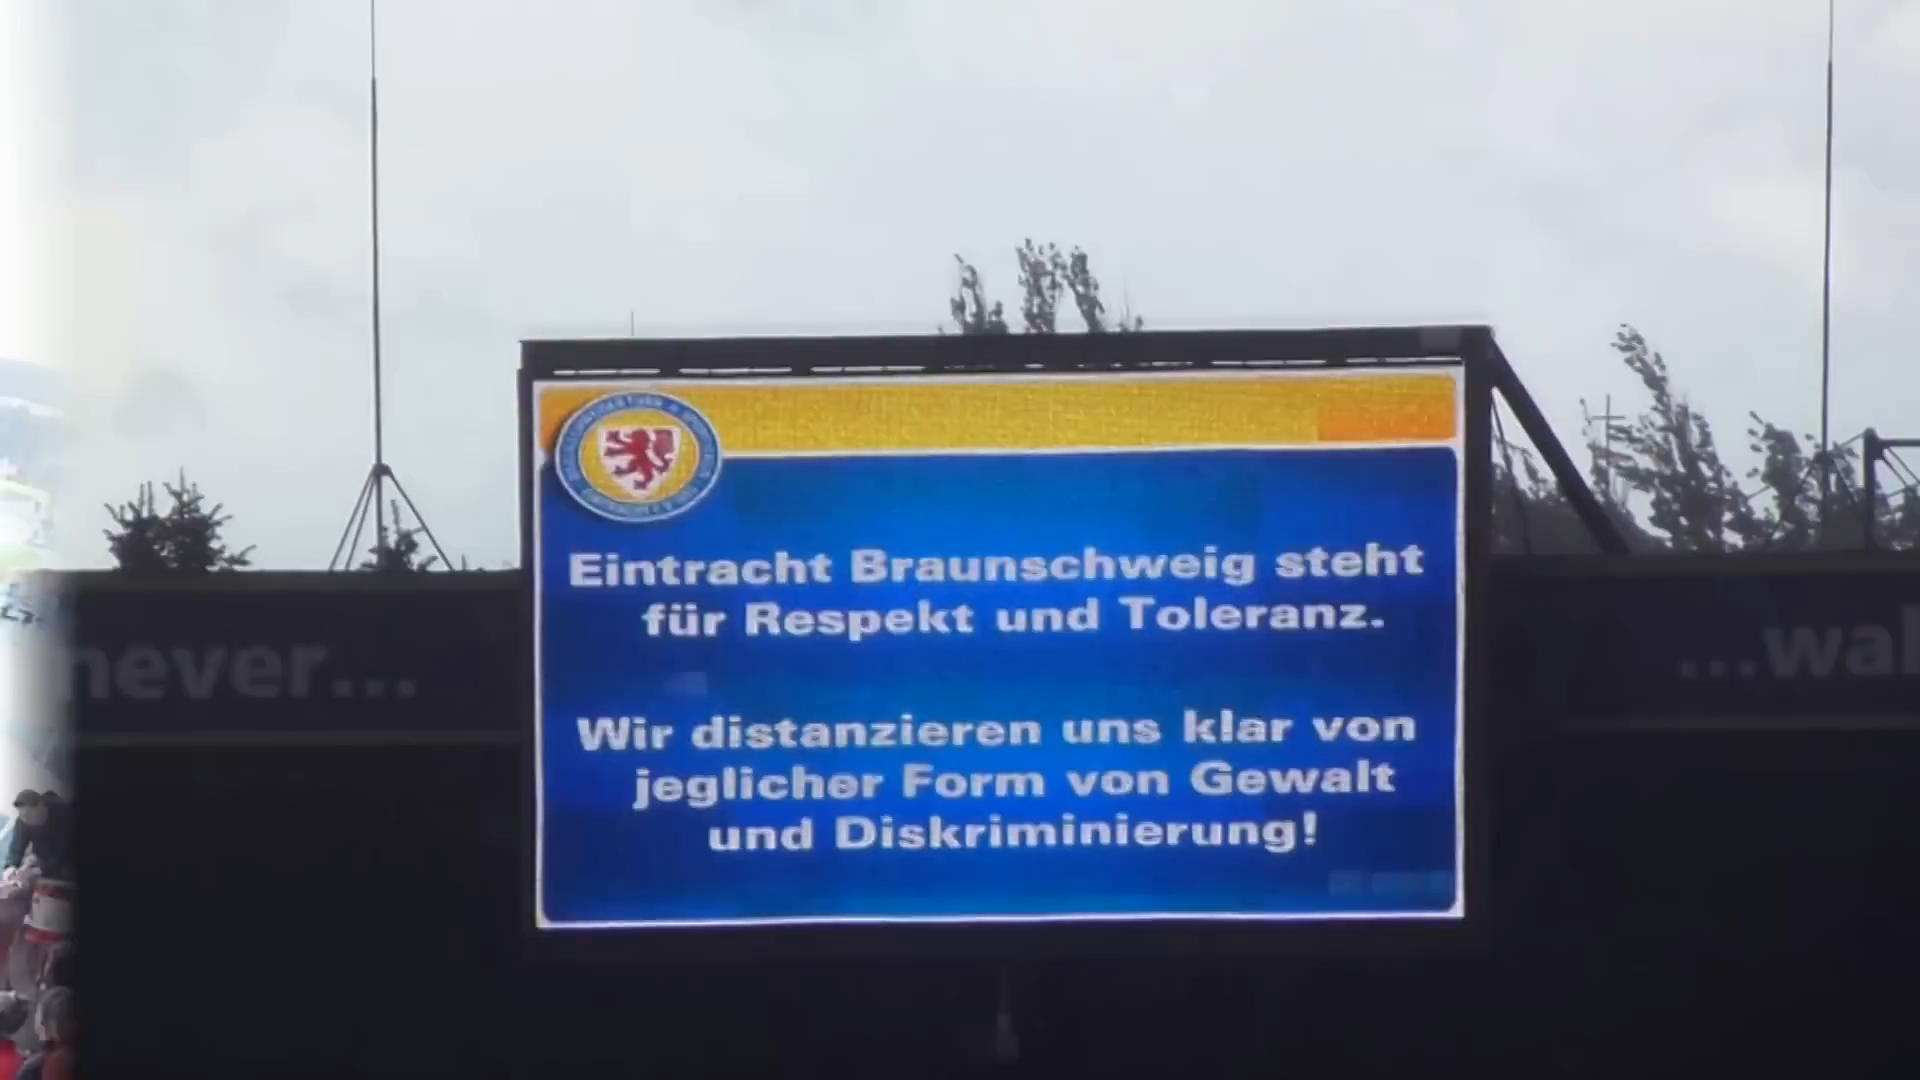 Eintracht Braunschweig steht
für Respekt und Toleranz.
Wir distanzieren uns klar von
jeglicher Form von Gewalt
und Diskriminierung!
never...
...wal